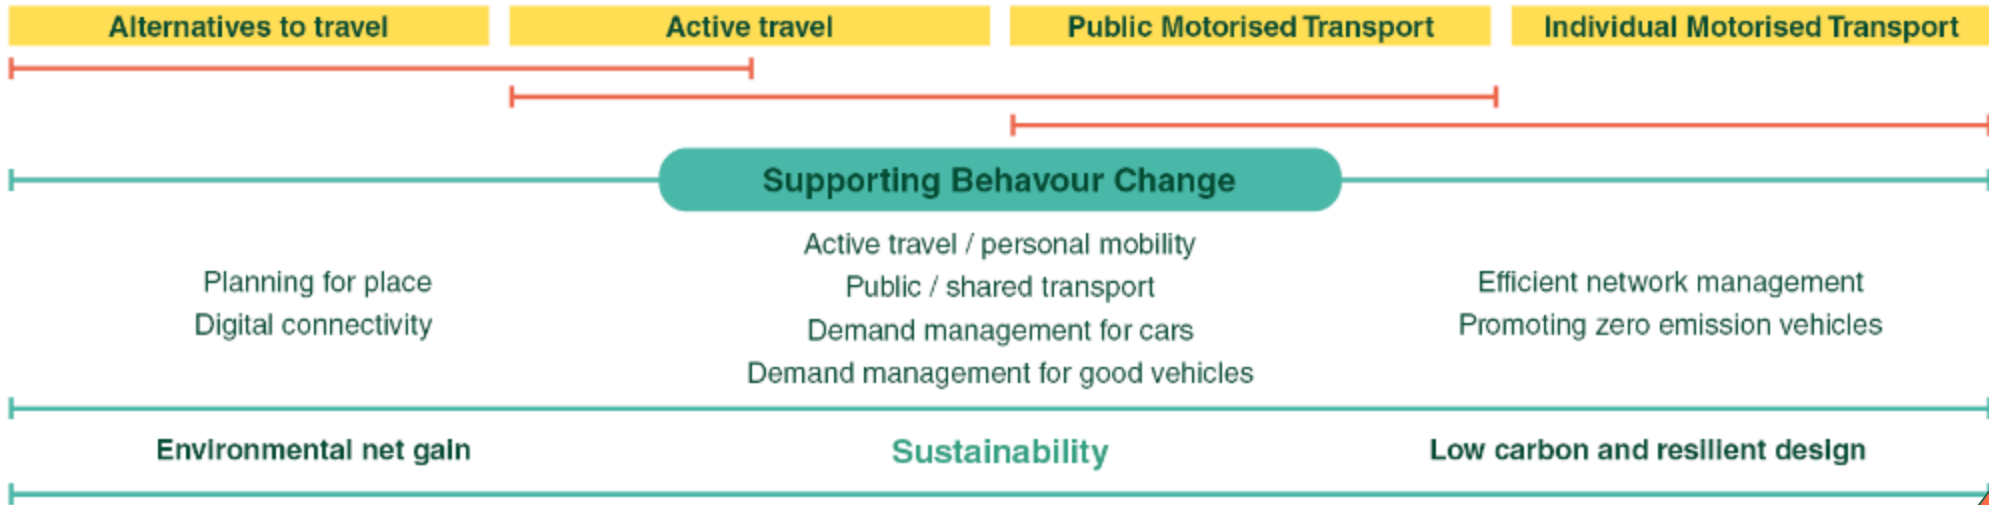 Alternatives to travel
Active travel
Public Motorised Transport
Individual Motorised Transport
Supporting Behavour Change
Planning for place
Digital connectivity
Active travel / personal mobility
Public / shared transport
Demand management for cars
Demand management for good vehicles
Efficient network management
Promoting zero emission vehicles
Environmental net gain
Sustainability
Low carbon and resilient design